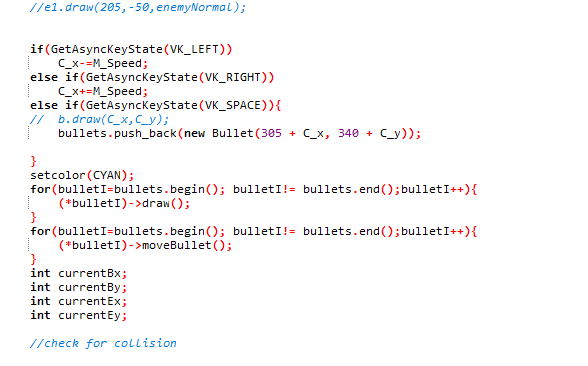 //e1.draw(205,-50,enemyNormal);
if(GetAsyncKeyState(VK_LEFT))
C_x-=M_Speed;
else if(GetAsyncKeyState(VK_RIGHT))
C_x+=M_Speed;
else if(GetAsyncKeyState(VK_SPACE)){
// b.draw(C_x,C_y);
bullets.push_back(new Bullet(305 + C_x, 340 + C_y));
}
setcolor(CYAN);
for(bulletI=bullets.begin(); bulletI!= bullets.end();bulletI++){
(*bulletI)->draw();
}
for(bulletI=bullets.begin(); bulletI!= bullets.end();bulletI++){
(*bulletI)->moveBullet();
}
int currentBx;
int currentBy;
int currentEx;
int currentEy;
//check for collision